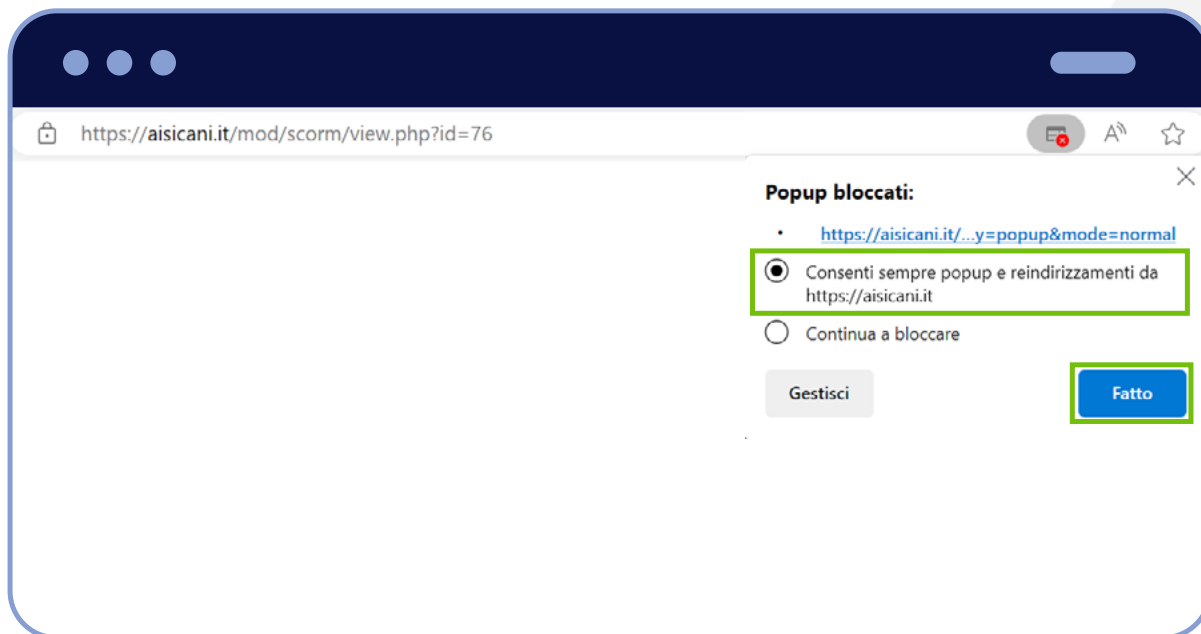 https://aisicani.it/mod/scorm/view.php?id=76
Popup bloccati:
https://aisicani.it/...y=popup&mode=normal
Consenti sempre popup e reindirizzamenti da
https://aisicani.it
Continua a bloccare
Gestisci
Fatto